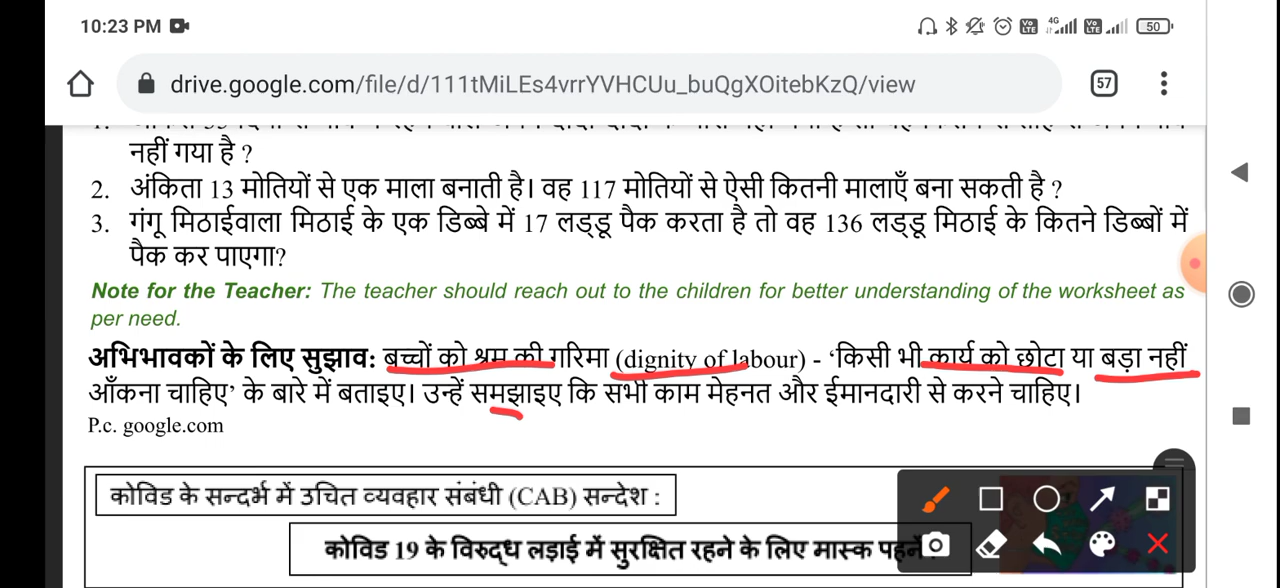 10:23 PM
4G
50
drive.google.com/file/d/111tMiLEs4vrrYVHCUu_buQgXOitebKzQ/view
57
नहीं गया है ?
2. अंकिता 13 मोतियों से एक माला बनाती है। वह 117 मोतियों से ऐसी कितनी मालाएँ बना सकती है ?
3. गंगू मिठाईवाला मिठाई के एक डिब्बे में 17 लड्डू पैक करता है तो वह 136 लड्डू मिठाई के कितने डिब्बों में
पैक कर पाएगा?
Note for the Teacher: The teacher should reach out to the children for better understanding of the worksheet as
per need.
अभिभावकों के लिए सुझाव: बच्चों को श्रम की गरिमा (dignity of labour) - ‘किसी भी कार्य को छोटा या बड़ा नहीं
आँकना चाहिए’ के बारे में बताइए। उन्हें समझाइए कि सभी काम मेहनत और ईमानदारी से करने चाहिए।
P.c. google.com
कोविड के सन्दर्भ में उचित व्यवहार संबंधी (CAB) सन्देश :
कोविड 19 के विरुद्ध लड़ाई में सुरक्षित रहने के लिए मास्क